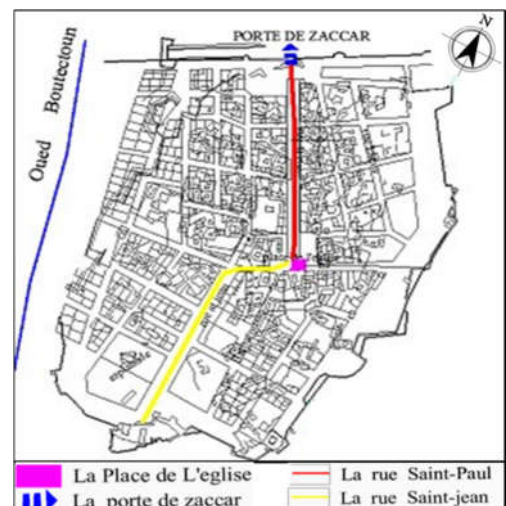 N
PORTE DE ZACCAR
Oued Boutectoun
esplanade
La Place de L'eglise
La rue Saint-Paul
La porte de zaccar
La rue Saint-jean